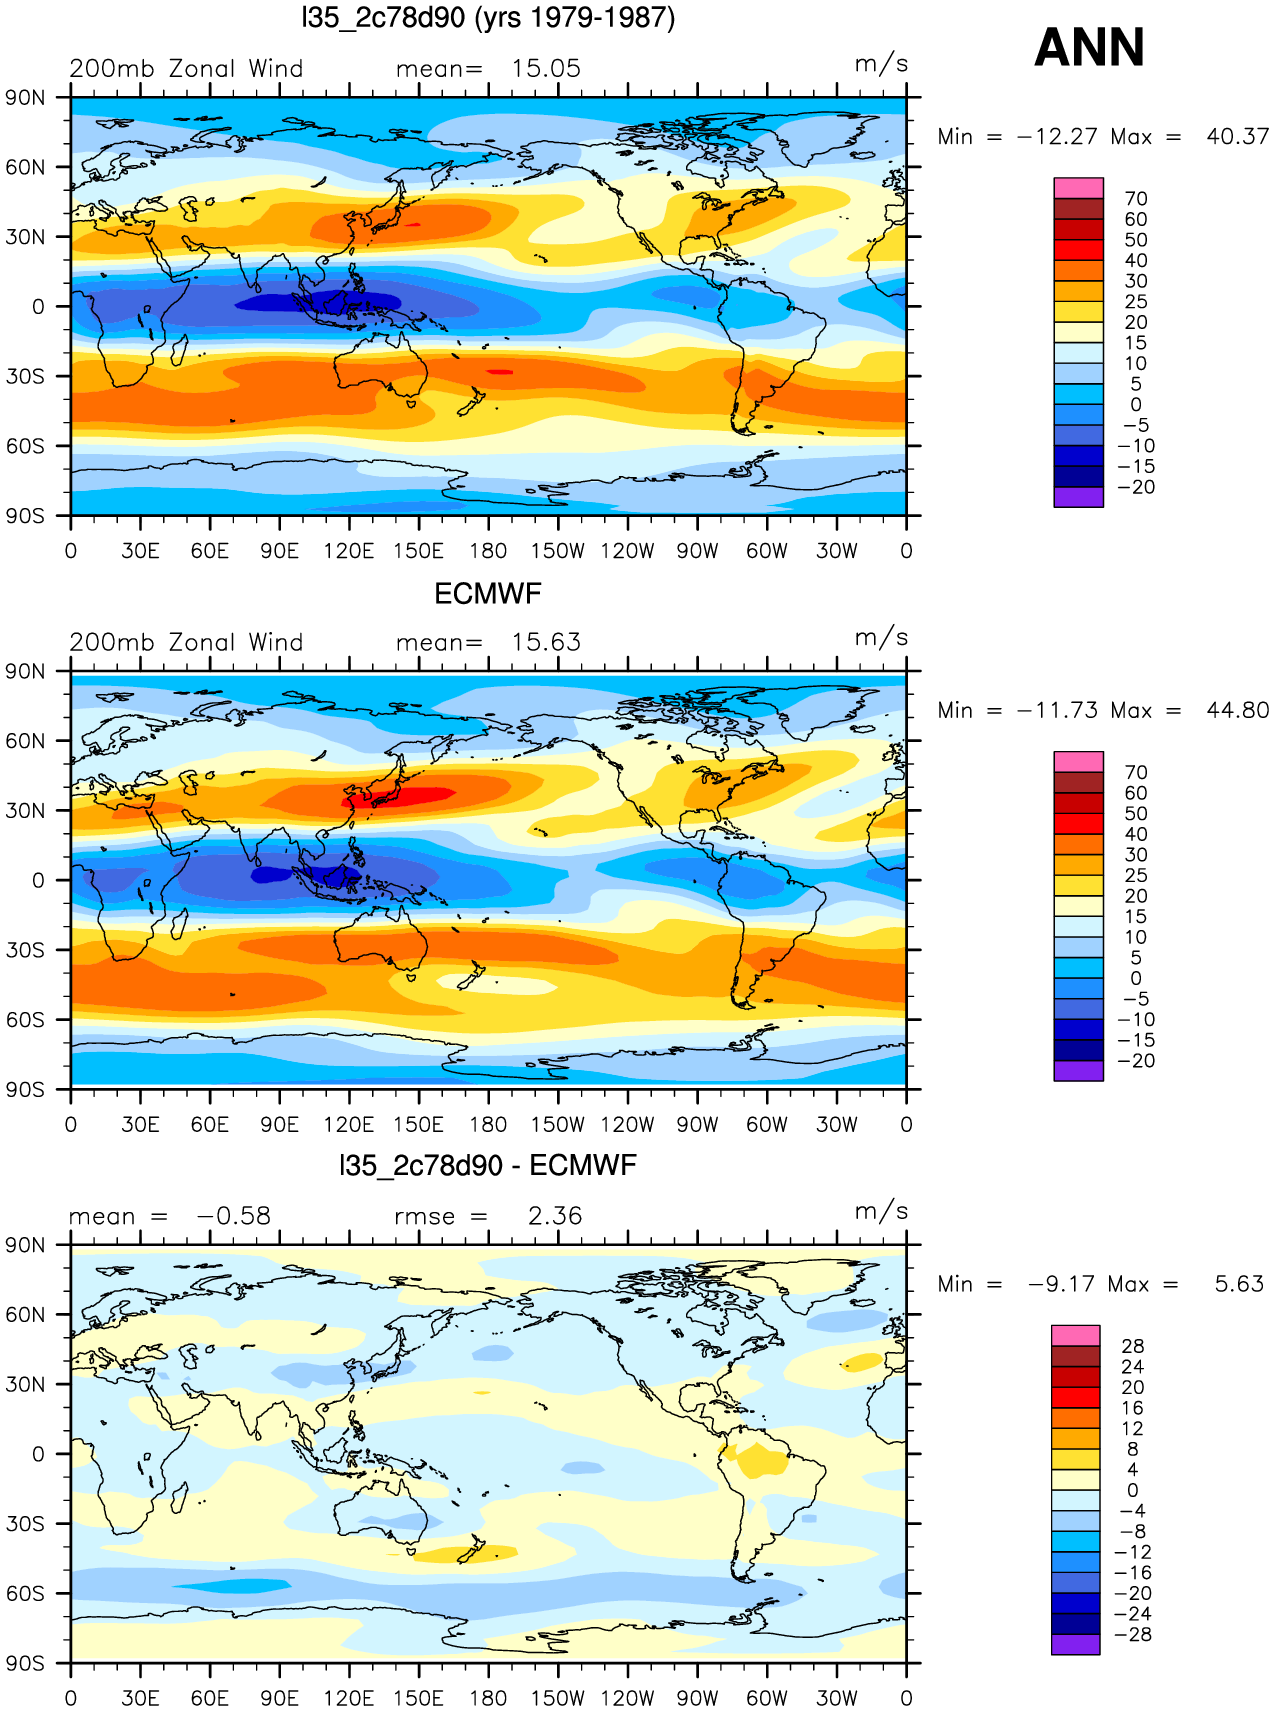 l35_2c78d90 (yrs 1979-1987)
ANN
200mb Zonal Wind mean= 15.05 m/s
Min = −12.27 Max = 40.37
90N
60N
30N
0
30S
60S
90S
0 30E 60E 90E 120E 150E 180 150W 120W 90W 60W 30W 0
70
60
50
40
30
25
20
15
10
5
0
−5
−10
−15
−20
ECMWF
200mb Zonal Wind mean= 15.63 m/s
Min = −11.73 Max = 44.80
90N
60N
30N
0
30S
60S
90S
0 30E 60E 90E 120E 150E 180 150W 120W 90W 60W 30W 0
70
60
50
40
30
25
20
15
10
5
0
−5
−10
−15
−20
l35_2c78d90 - ECMWF
mean = −0.58 rmse = 2.36 m/s
Min = −9.17 Max = 5.63
90N
60N
30N
0
30S
60S
90S
0 30E 60E 90E 120E 150E 180 150W 120W 90W 60W 30W 0
28
24
20
16
12
8
4
0
−4
−8
−12
−16
−20
−24
−28